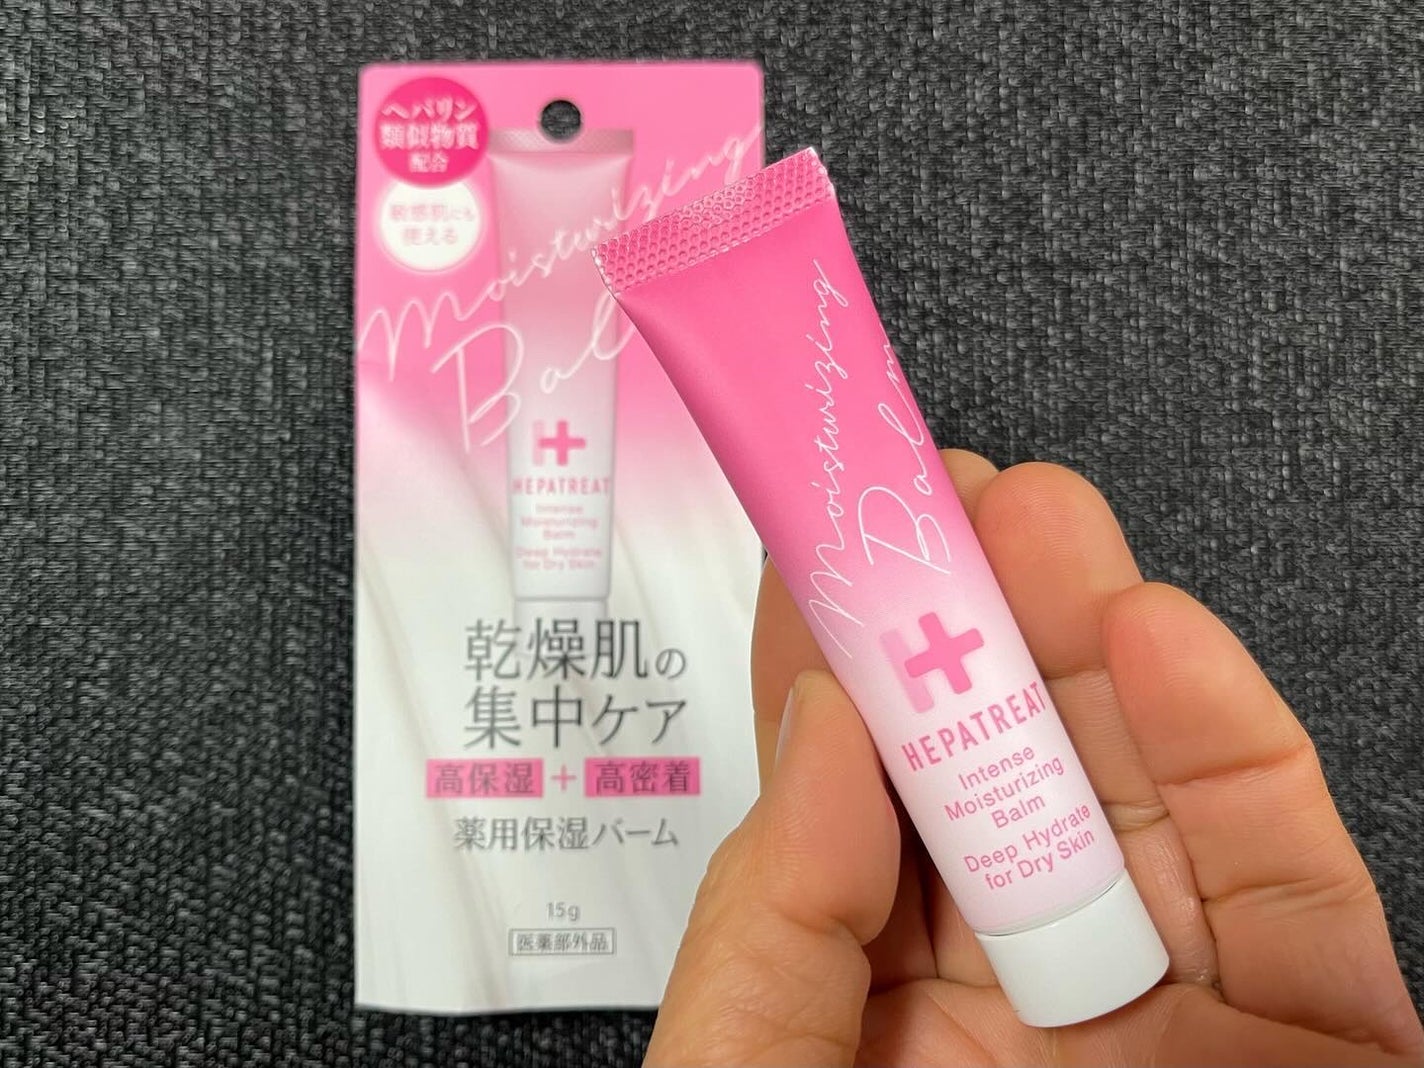 ヘパリン
類似物質
配合
敏感肌にも
使える
Moisturizing
Bal
HEPATREAT
Intense
Moisturizing
Balm
Deep Hydrate
for Dry Skin
乾燥肌の
集中ケア
高保湿+高密着
薬用保湿バーム
15g
医薬部外品
Moisturizing
Balm
H
HEPATREAT
Intense
Moisturizing
Balm
Deep Hydrate
for Dry Skin